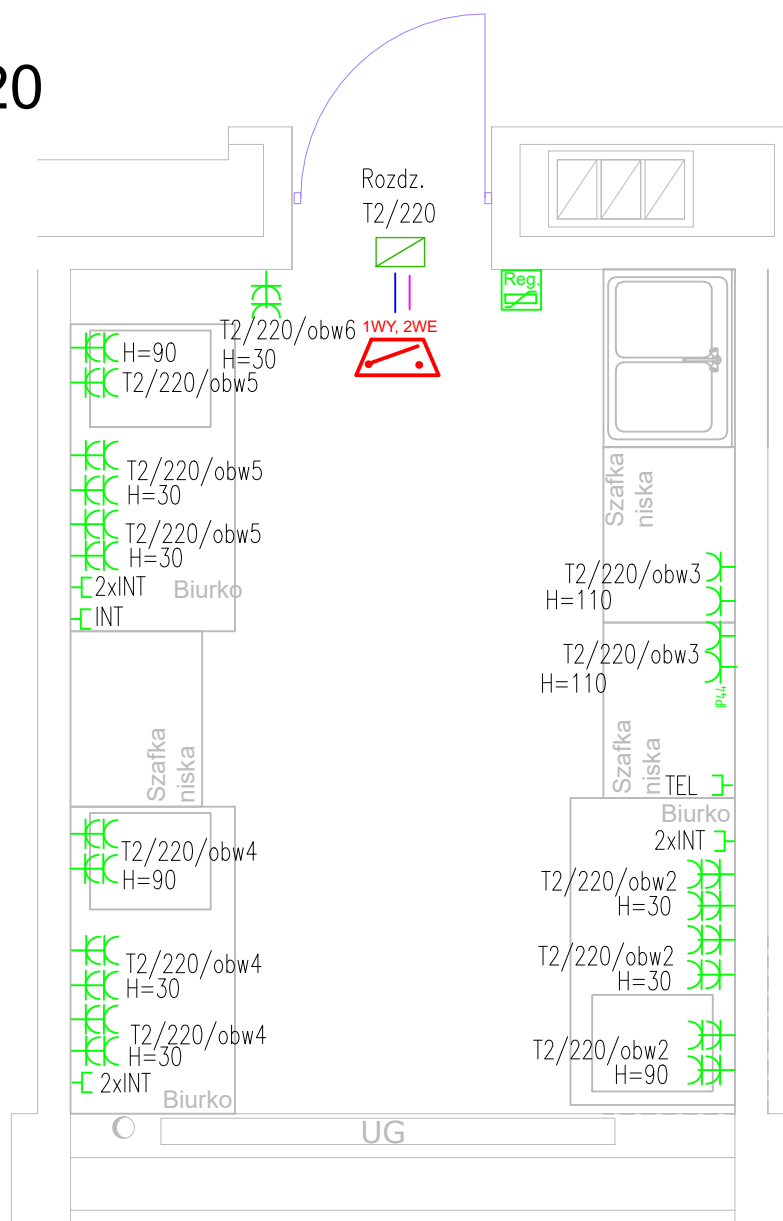 20
Rozdz.
T2/220
Reg.
1WY, 2WE
T2/220/obw6
H=30
H=90
T2/220/obw5
T2/220/obw5
H=30
T2/220/obw5
H=30
2xINT
Biurko
INT
Szafka
niska
T2/220/obw3
H=110
T2/220/obw3
H=110
IP44
Szafka
niska
Szafka
niska
TEL
Biurko
2xINT
T2/220/obw4
H=90
T2/220/obw2
H=30
T2/220/obw4
H=30
T2/220/obw2
H=30
T2/220/obw4
H=30
T2/220/obw2
H=90
2xINT
Biurko
UG